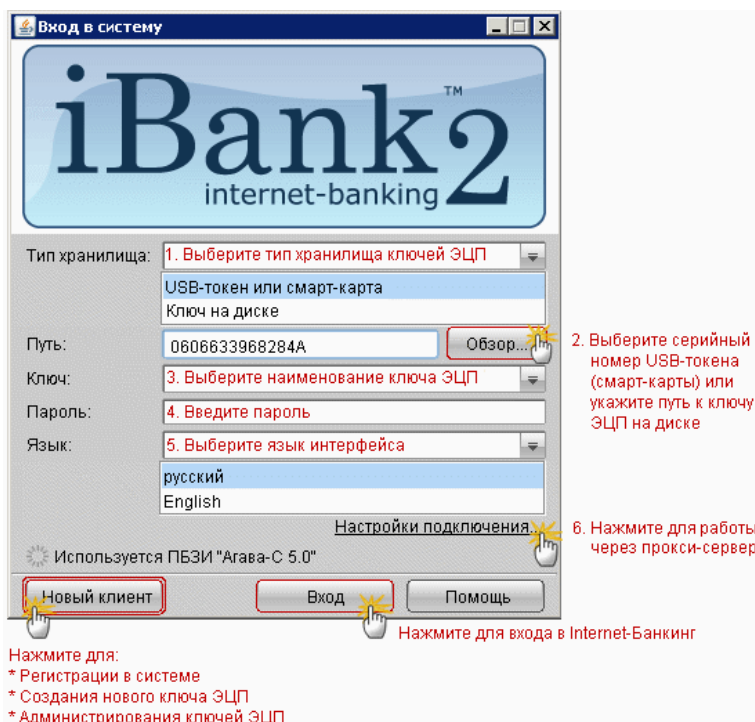 Вход в систему
iBank2 ™
internet-banking
Тип хранилища: 1. Выберите тип хранилища ключей ЭЦП
USB-токен или смарт-карта
Ключ на диске
Путь: 0606633968284A Обзор...
2. Выберите серийный
номер USB-токена
(смарт-карты) или
укажите путь к ключу
ЭЦП на диске
Ключ: 3. Выберите наименование ключа ЭЦП
Пароль: 4. Введите пароль
Язык: 5. Выберите язык интерфейса
русский
English
Настройки подключения...
6. Нажмите для работы
через прокси-сервер
Используется ПБЗИ "Агава-С 5.0"
Новый клиент Вход Помощь
Нажмите для входа в Internet-Банкинг
Нажмите для:
* Регистрации в системе
* Создания нового ключа ЭЦП
* Администрирования ключей ЭЦП